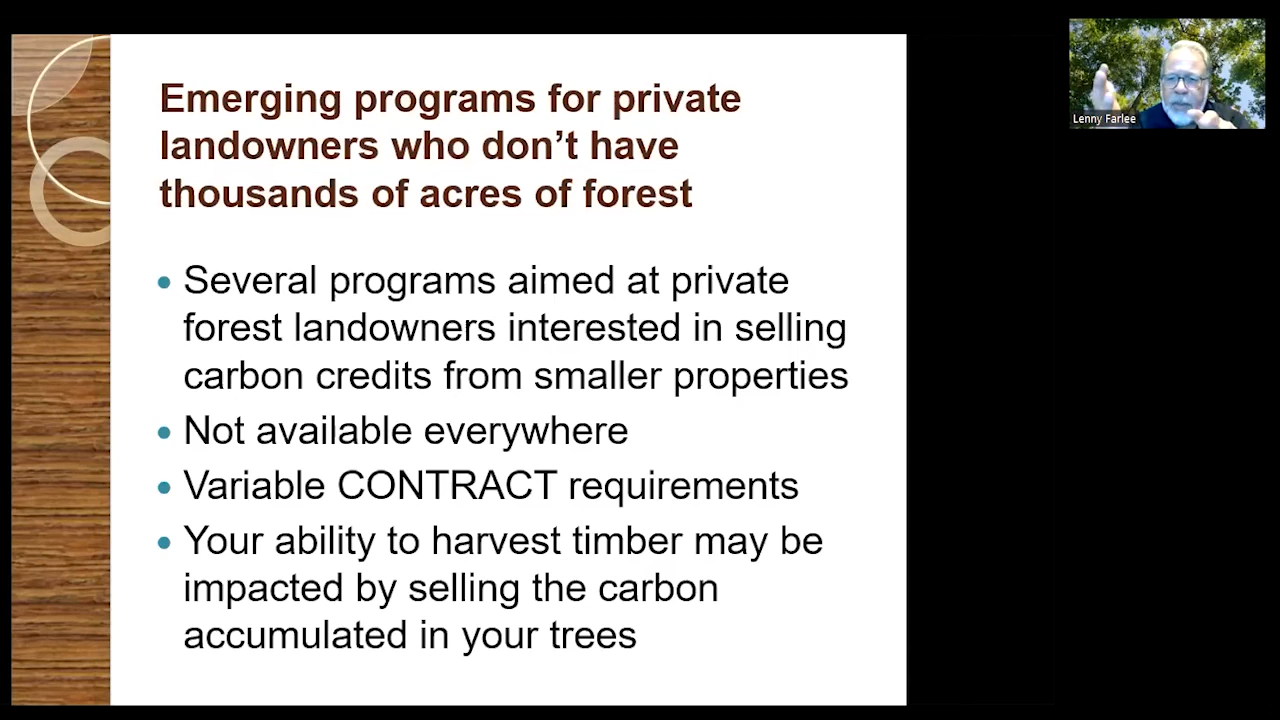 Emerging programs for private
landowners who don't have
thousands of acres of forest
• Several programs aimed at private
forest landowners interested in selling
carbon credits from smaller properties
• Not available everywhere
• Variable CONTRACT requirements
• Your ability to harvest timber may be
impacted by selling the carbon
accumulated in your trees
Lenny Farlee